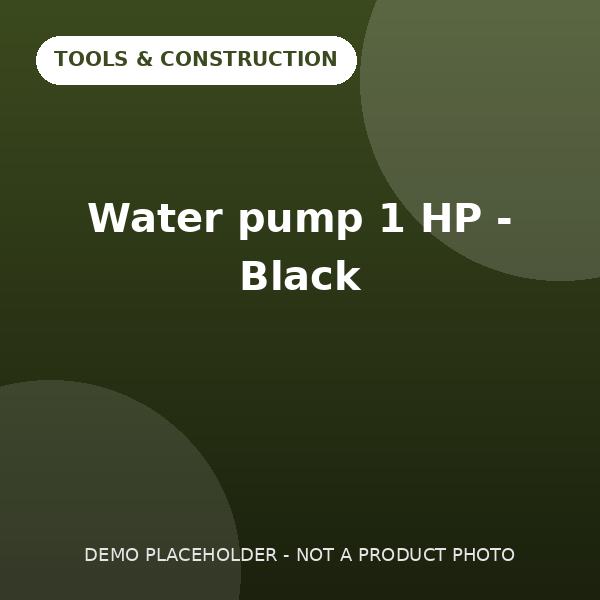 TOOLS & CONSTRUCTION
Water pump 1 HP -
Black
DEMO PLACEHOLDER - NOT A PRODUCT PHOTO